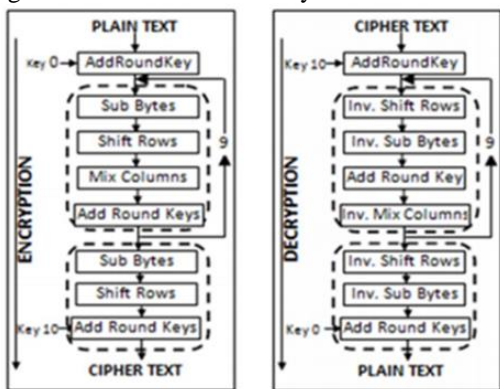 PLAIN TEXT
Key 0
AddRoundKey
Sub Bytes
Shift Rows
Mix Columns
Add Round Keys
9
Sub Bytes
Shift Rows
Key 10
Add Round Keys
CIPHER TEXT
ENCRYPTION
CIPHER TEXT
Key 10
AddRoundKey
Inv. Shift Rows
Inv. Sub Bytes
Add Round Key
Inv. Mix Columns
9
Inv. Shift Rows
Inv. Sub Bytes
Key 0
Add Round Keys
PLAIN TEXT
DECRYPTION